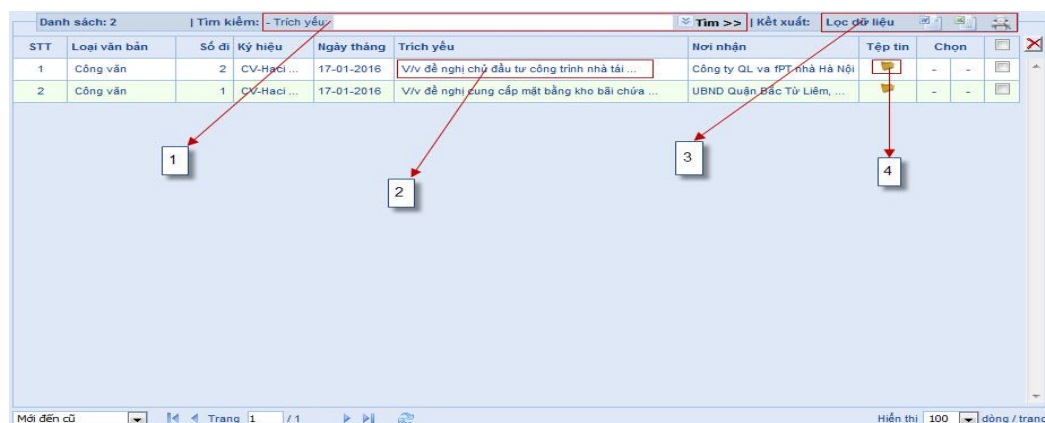 Danh sách: 2 | Tìm kiếm: - Trích yếu: Tìm >> | Kết xuất: Lọc dữ liệu
STT Loại văn bản Số đi Ký hiệu Ngày tháng Trích yếu Nơi nhận Tệp tin Chọn
1 Công văn 2 CV-Haci ... 17-01-2016 V/v đề nghị chủ đầu tư công trình nhà tái ... Công ty QL va fPT nhà Hà Nội - -
2 Công văn 1 CV-Haci ... 17-01-2016 V/v đề nghị cung cấp mặt bằng kho bãi chứa ... UBND Quận Bắc Từ Liêm, ... - -
1
2
3
4
Mới đến cũ Trang 1 / 1 Hiển thị 100 dòng / trang